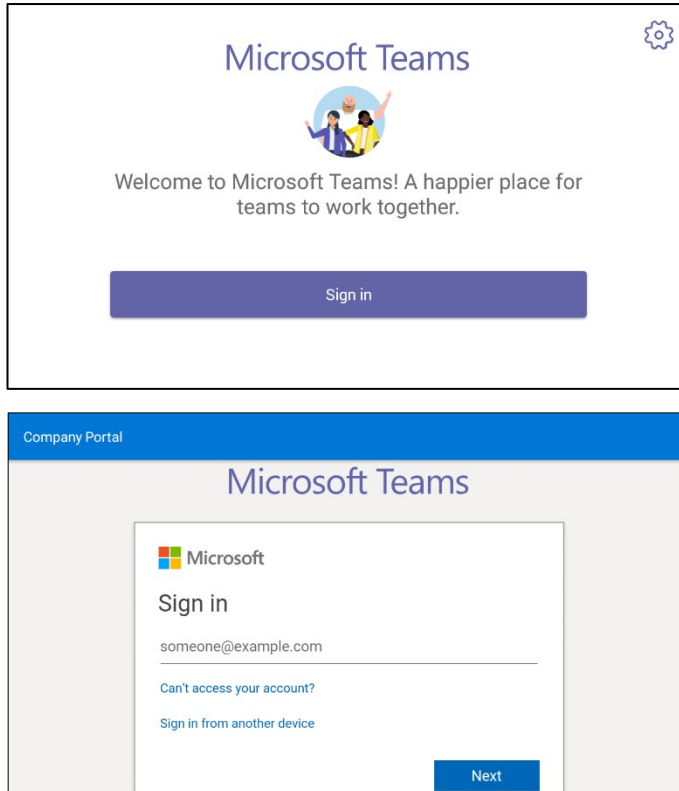 Microsoft Teams
Welcome to Microsoft Teams! A happier place for
teams to work together.
Sign in
Company Portal
Microsoft Teams
Microsoft
Sign in
someone@example.com
Can't access your account?
Sign in from another device
Next